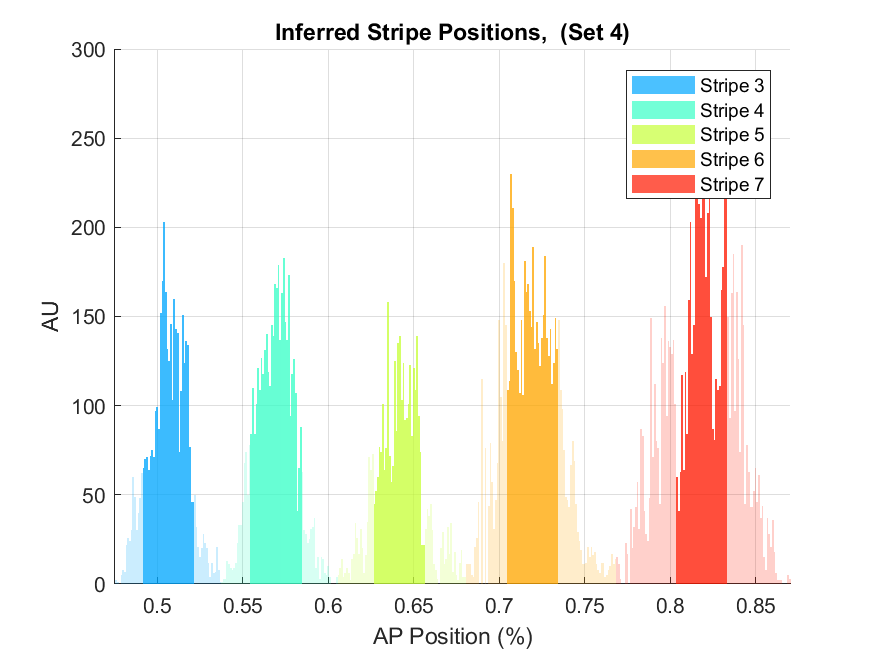 Inferred Stripe Positions,  (Set 4)
300
250
200
150
100
50
0
AU
Stripe 3
Stripe 4
Stripe 5
Stripe 6
Stripe 7
0.5 0.55 0.6 0.65 0.7 0.75 0.8 0.85
AP Position (%)